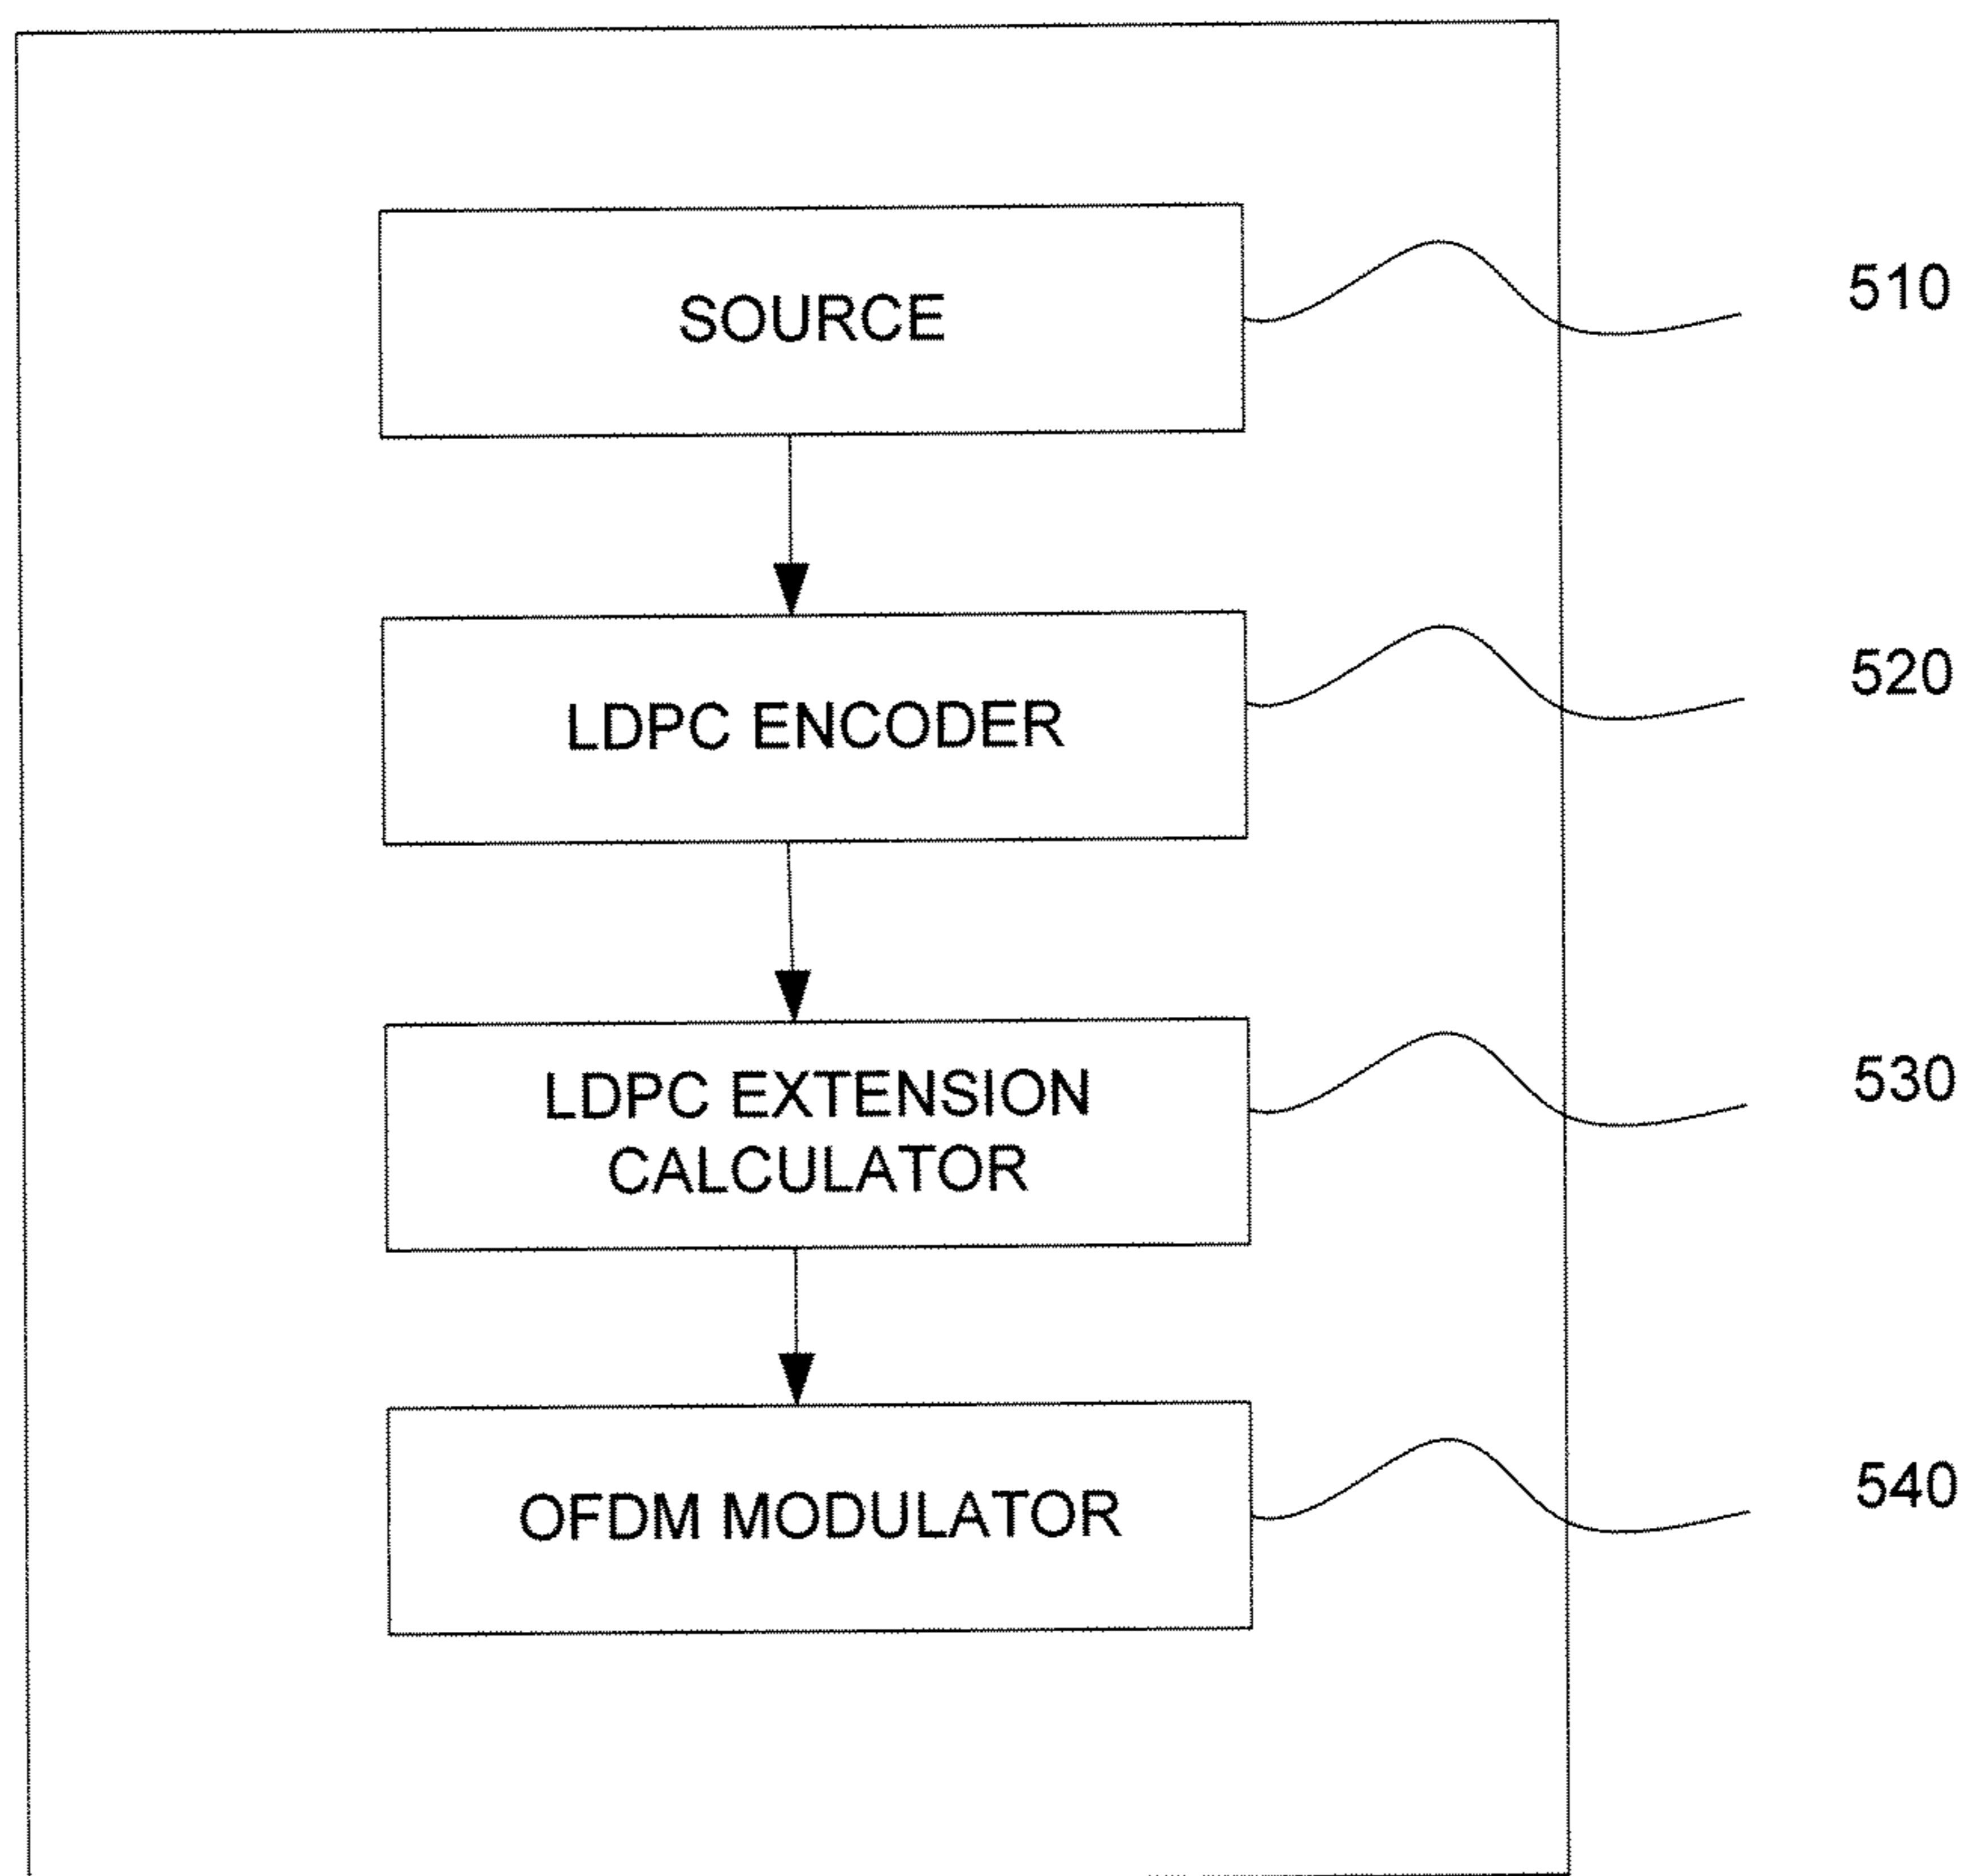 SOURCE
510
LDPC ENCODER
520
LDPC EXTENSION
CALCULATOR
530
OFDM MODULATOR
540